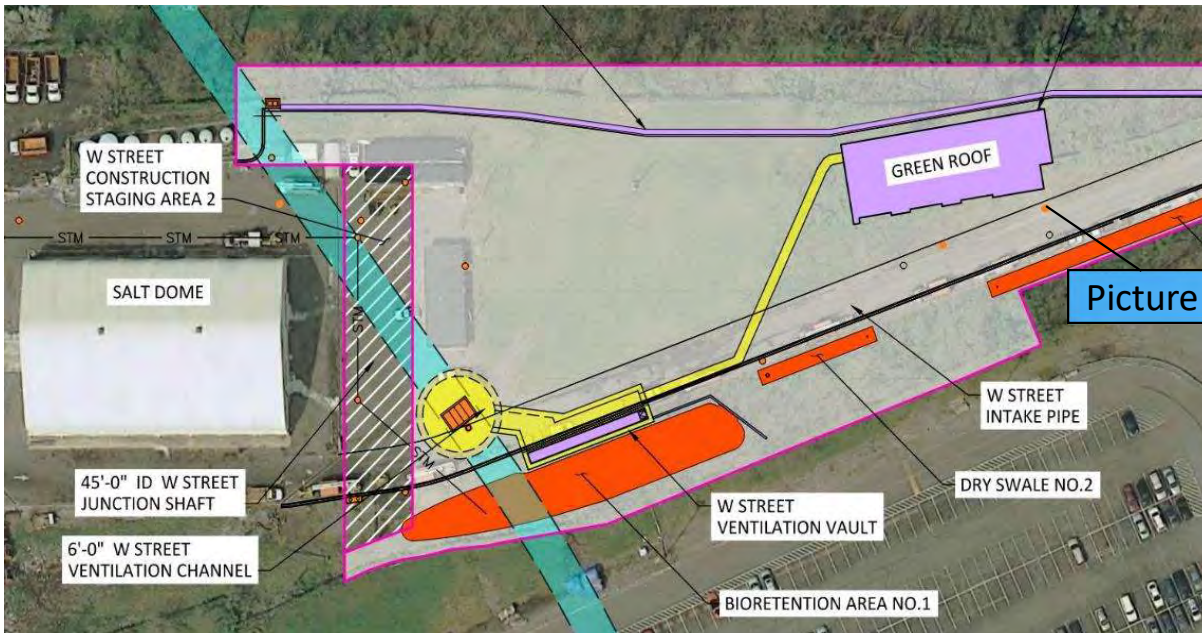 W STREET
CONSTRUCTION
STAGING AREA 2
GREEN ROOF
STM
STM
STM
SALT DOME
STM
Picture
W STREET
INTAKE PIPE
STM
45'-0" ID W STREET
JUNCTION SHAFT
DRY SWALE NO.2
W STREET
VENTILATION VAULT
6'-0" W STREET
VENTILATION CHANNEL
BIORETENTION AREA NO.1